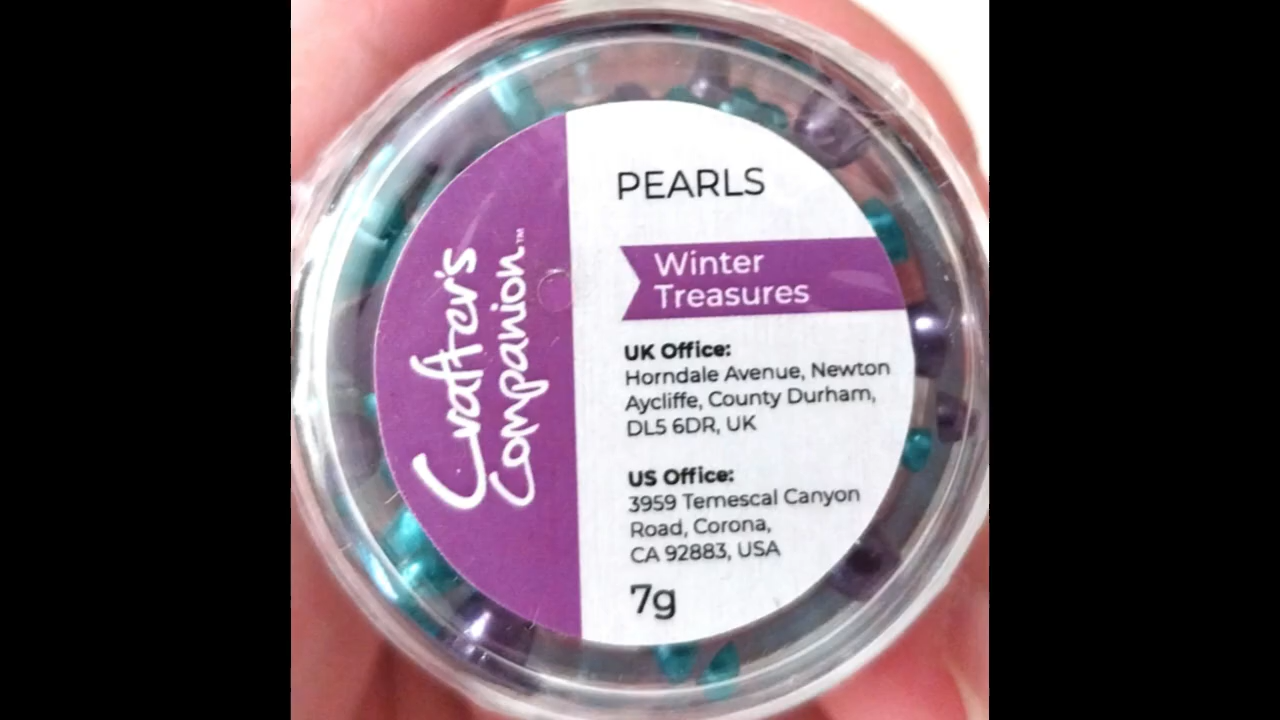 Crafter's
Companion™
PEARLS
Winter
Treasures
UK Office:
Horndale Avenue, Newton
Aycliffe, County Durham,
DL5 6DR, UK
US Office:
3959 Temescal Canyon
Road, Corona,
CA 92883, USA
7g